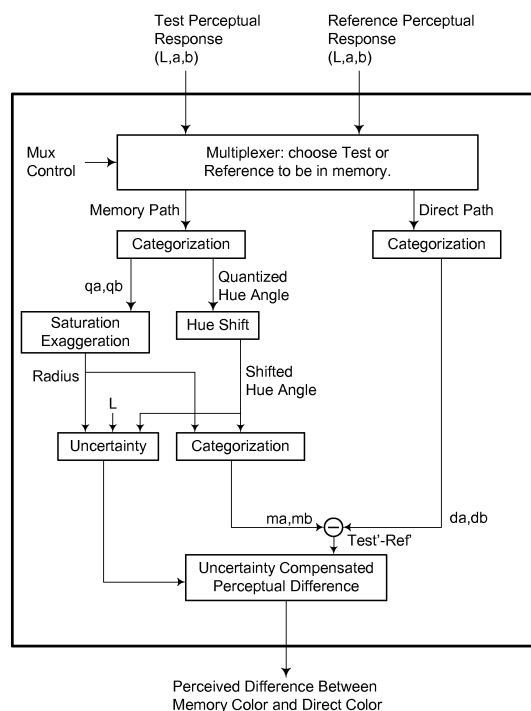 Test Perceptual
Response
(L,a,b)
Reference Perceptual
Response
(L,a,b)
Mux
Control
Multiplexer: choose Test or
Reference to be in memory.
Memory Path
Direct Path
Categorization
Categorization
qa,qb
Quantized
Hue Angle
Saturation
Exaggeration
Hue Shift
Radius
Shifted
Hue Angle
L
Uncertainty
Categorization
ma,mb
da,db
Test'-Ref'
Uncertainty Compensated
Perceptual Difference
Perceived Difference Between
Memory Color and Direct Color